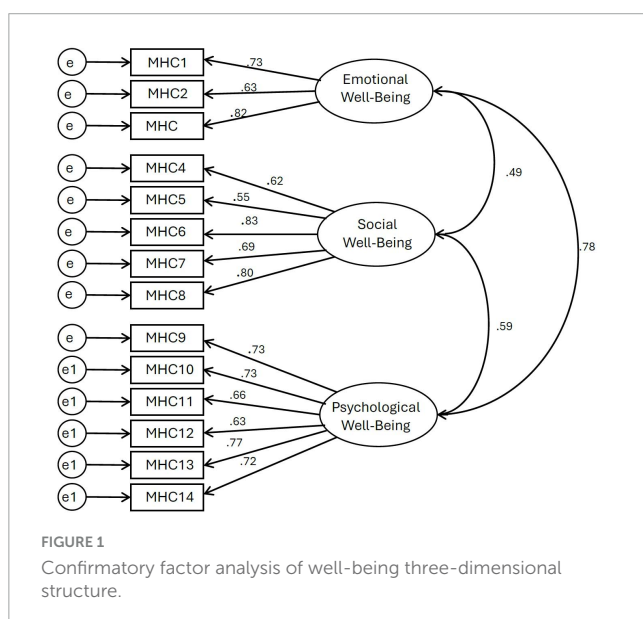 e MHC1 .73
Emotional
Well-Being
e MHC2 .63
e MHC .82
e MHC4 .62
e MHC5 .55
Social
Well-Being
e MHC6 .83
e MHC7 .69
e MHC8 .80
.49
.78
.59
e MHC9 .73
e1 MHC10 .73
e1 MHC11 .66
Psychological
Well-Being
e1 MHC12 .63
e1 MHC13 .77
e1 MHC14 .72
FIGURE 1
Confirmatory factor analysis of well-being three-dimensional
structure.